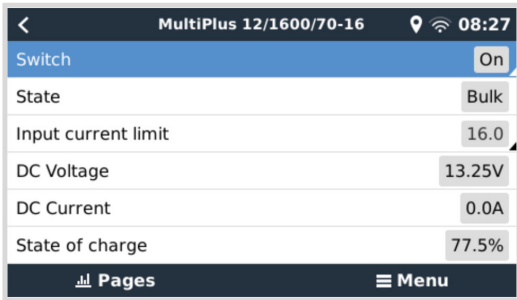 MultiPlus 12/1600/70-16 08:27
Switch On
State Bulk
Input current limit 16.0
DC Voltage 13.25V
DC Current 0.0A
State of charge 77.5%
Pages Menu